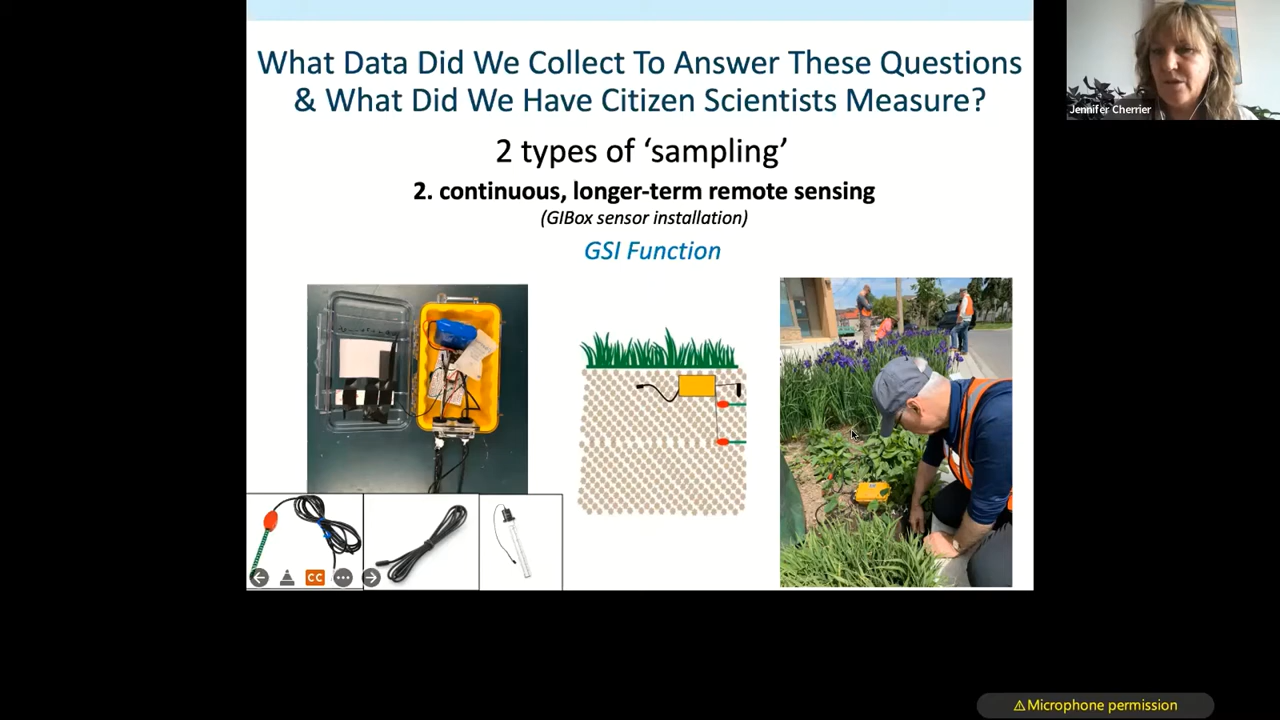 What Data Did We Collect To Answer These Questions
& What Did We Have Citizen Scientists Measure?
2 types of ‘sampling’
2. continuous, longer-term remote sensing
(GIBox sensor installation)
GSI Function
Jennifer Cherrier
CC
⚠Microphone permission